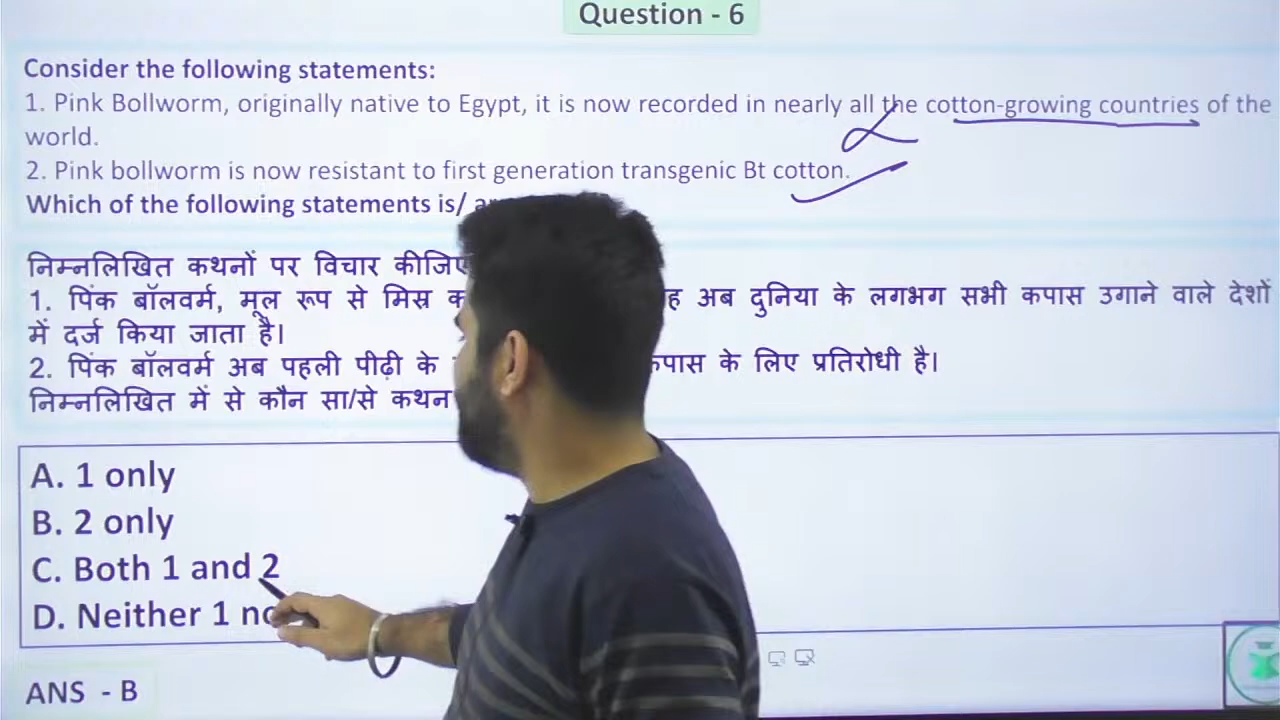 Question - 6
Consider the following statements:
1. Pink Bollworm, originally native to Egypt, it is now recorded in nearly all the cotton-growing countries of the
world.
2. Pink bollworm is now resistant to first generation transgenic Bt cotton.
Which of the following statements is/
निम्नलिखित कथनों पर विचार कीजिए
1. पिंक बॉलवर्म, मूल रूप से मिस्र अब दुनिया के लगभग सभी कपास उगाने वाले देशों
में दर्ज किया जाता है।
2. पिंक बॉलवर्म अब पहली पीढ़ी के कपास के लिए प्रतिरोधी है।
निम्नलिखित में से कौन सा/से कथन
A. 1 only
B. 2 only
C. Both 1 and 2
D. Neither 1
ANS - B